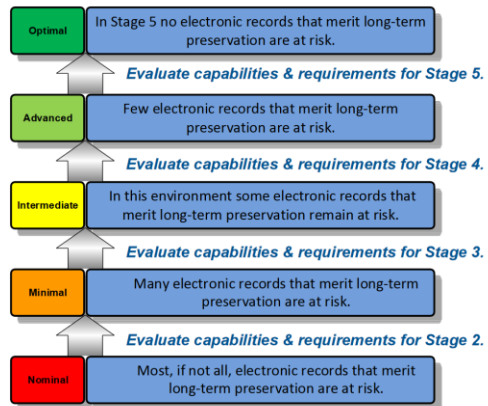 Optimal
In Stage 5 no electronic records that merit long-term
preservation are at risk.
Evaluate capabilities & requirements for Stage 5.
Advanced
Few electronic records that merit long-term
preservation are at risk.
Evaluate capabilities & requirements for Stage 4.
Intermediate
In this environment some electronic records that
merit long-term preservation remain at risk.
Evaluate capabilities & requirements for Stage 3.
Minimal
Many electronic records that merit long-term
preservation are at risk.
Evaluate capabilities & requirements for Stage 2.
Nominal
Most, if not all, electronic records that merit
long-term preservation are at risk.